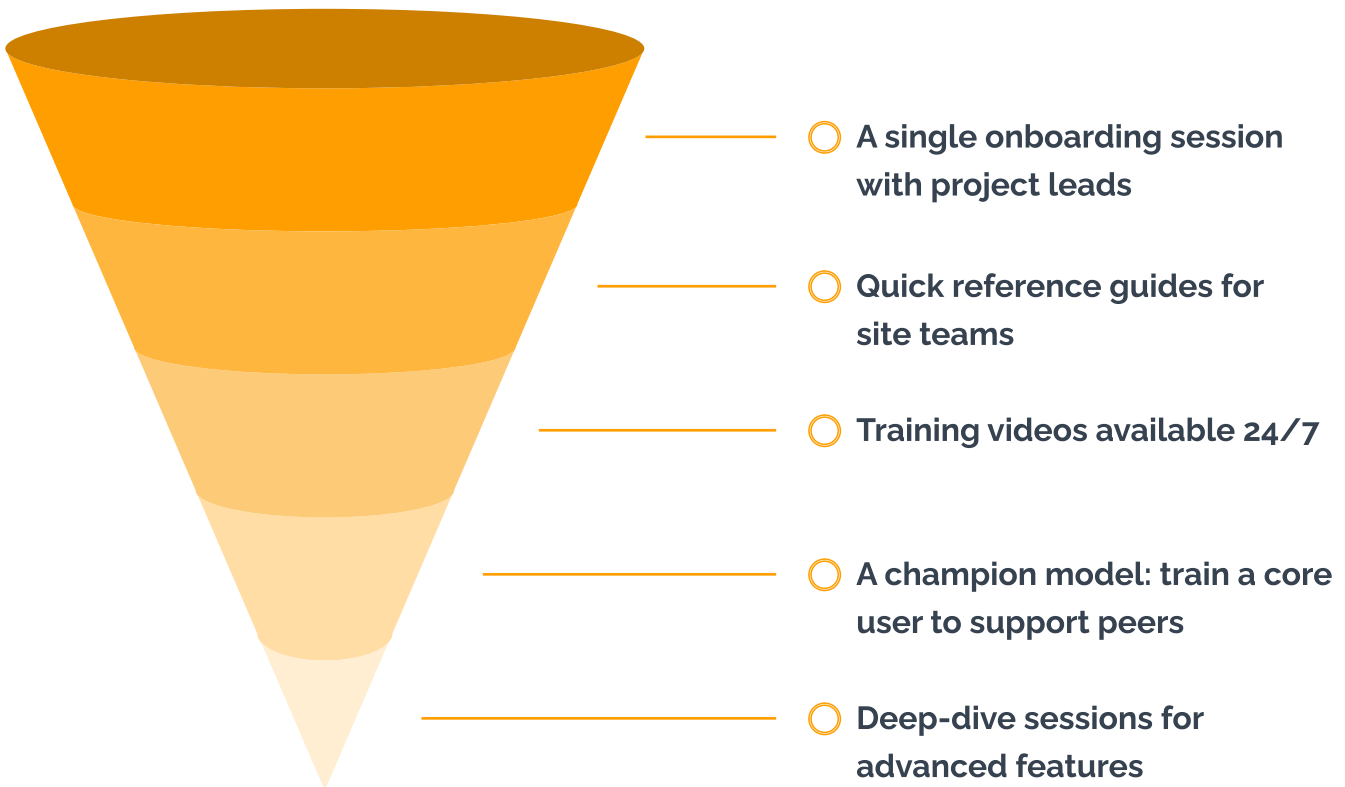 A single onboarding session
with project leads
Quick reference guides for
site teams
Training videos available 24/7
A champion model: train a core
user to support peers
Deep-dive sessions for
advanced features